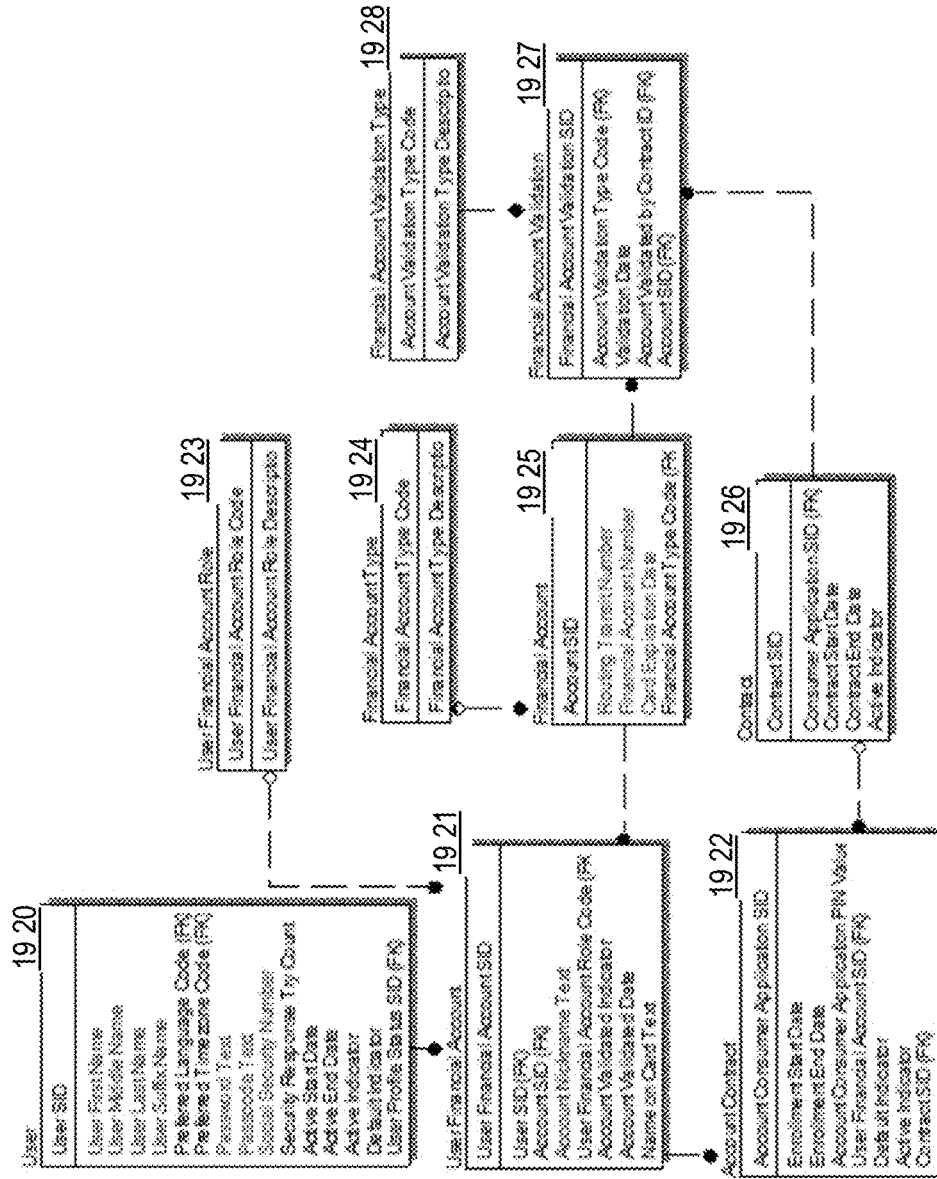 User
19 20
User SID
User First Name
User Middle Name
User Last Name
User Suffix Name
Preferred Language Code (FK)
Preferred Timezone Code (FK)
Password Text
Passcode Text
Social Security Number
Security Response Try Count
Active Start Date
Active End Date
Active Indicator
Default Indicator
User Profile Status SID (FK)
User Financial Account
19 21
User Financial Account SID
User SID (FK)
Account SID (FK)
Account Nickname Text
User Financial Account Role Code (FK
Account Validated Indicator
Account Validated Date
Name on Card Text
Account Contract
19 22
Account Consumer Application SID
Enrollment Start Date
Enrollment End Date
Account Consumer Application PIN Value
User Financial Account SID (FK)
Default Indicator
Active Indicator
Contract SID (FK)
User Financial Account Role
19 23
User Financial Account Role Code
User Financial Account Role Descriptio
Financial Account Type
19 24
Financial Account Type Code
Financial Account Type Descriptio
Financial Account
19 25
Account SID
Routing Transit Number
Financial Account Number
Card Expiration Date
Financial Account Type Code (FK
Contract
19 26
Contract SID
Consumer Application SID (FK)
Contract Start Date
Contract End Date
Active Indicator
Financial Account Validation Type
19 28
Account Validation Type Code
Account Validation Type Descriptio
Financial Account Validation
19 27
Financial Account Validation SID
Account Validation Type Code (FK)
Validation Date
Account Validated by Contract ID (FK)
Account SID (FK)